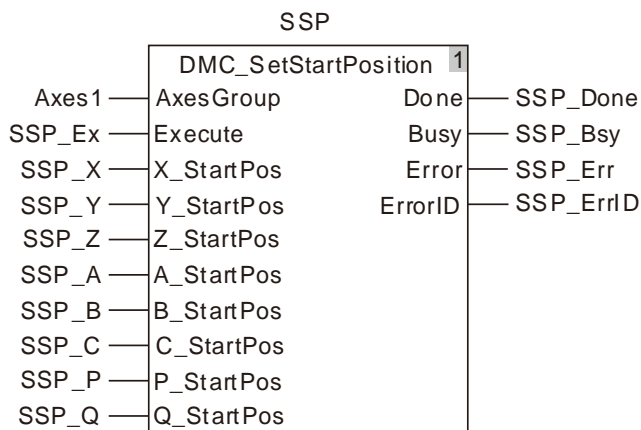 SSP
DMC_SetStartPosition 1
Axes1 AxesGroup Done SSP_Done
SSP_Ex Execute Busy SSP_Bsy
SSP_X X_StartPos Error SSP_Err
SSP_Y Y_StartPos ErrorID SSP_ErrID
SSP_Z Z_StartPos
SSP_A A_StartPos
SSP_B B_StartPos
SSP_C C_StartPos
SSP_P P_StartPos
SSP_Q Q_StartPos